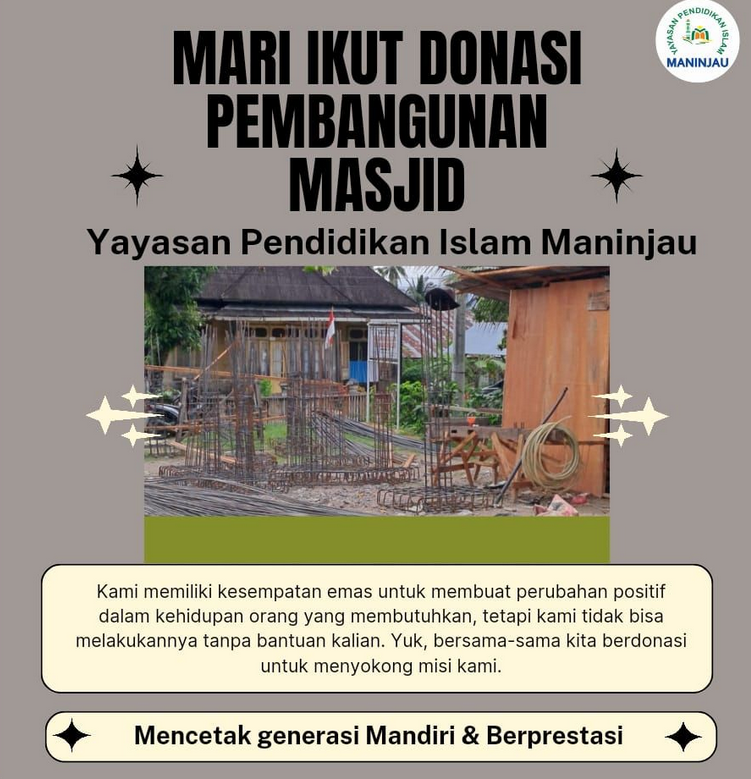 YAYASAN PENDIDIKAN ISLAM
MANINJAU
MARI IKUT DONASI
PEMBANGUNAN
MASJID
Yayasan Pendidikan Islam Maninjau
Kami memiliki kesempatan emas untuk membuat perubahan positif
dalam kehidupan orang yang membutuhkan, tetapi kami tidak bisa
melakukannya tanpa bantuan kalian. Yuk, bersama-sama kita berdonasi
untuk menyokong misi kami.
Mencetak generasi Mandiri & Berprestasi